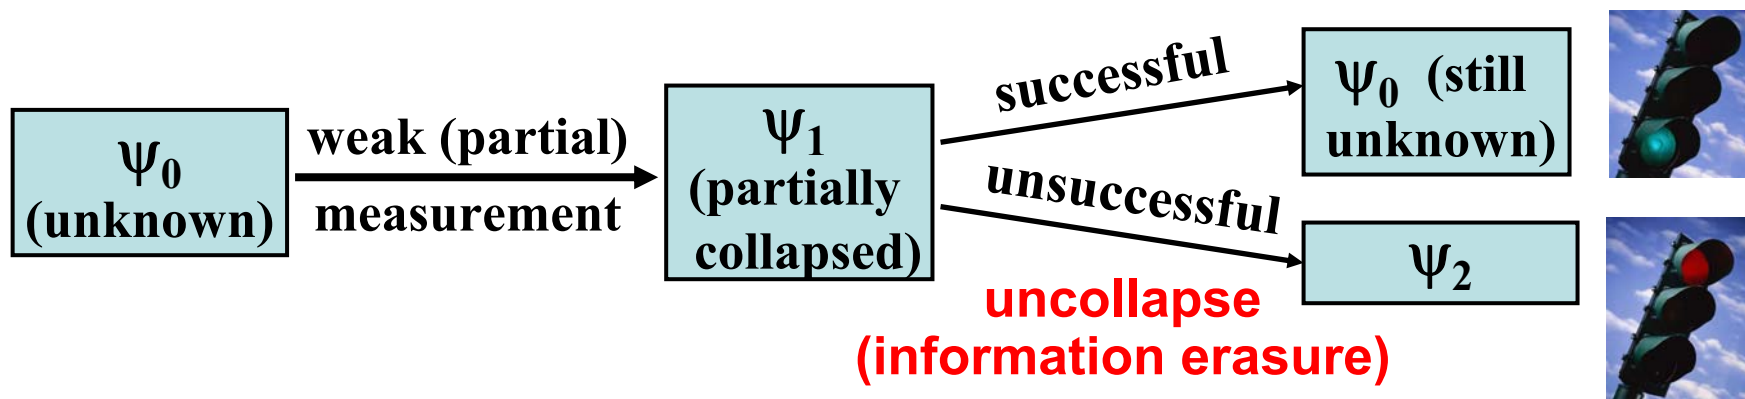 ψ₀
(unknown)
weak (partial)
measurement
ψ₁
(partially
collapsed)
successful
unsuccessful
uncollapse
(information erasure)
ψ₀ (still
unknown)
ψ₂